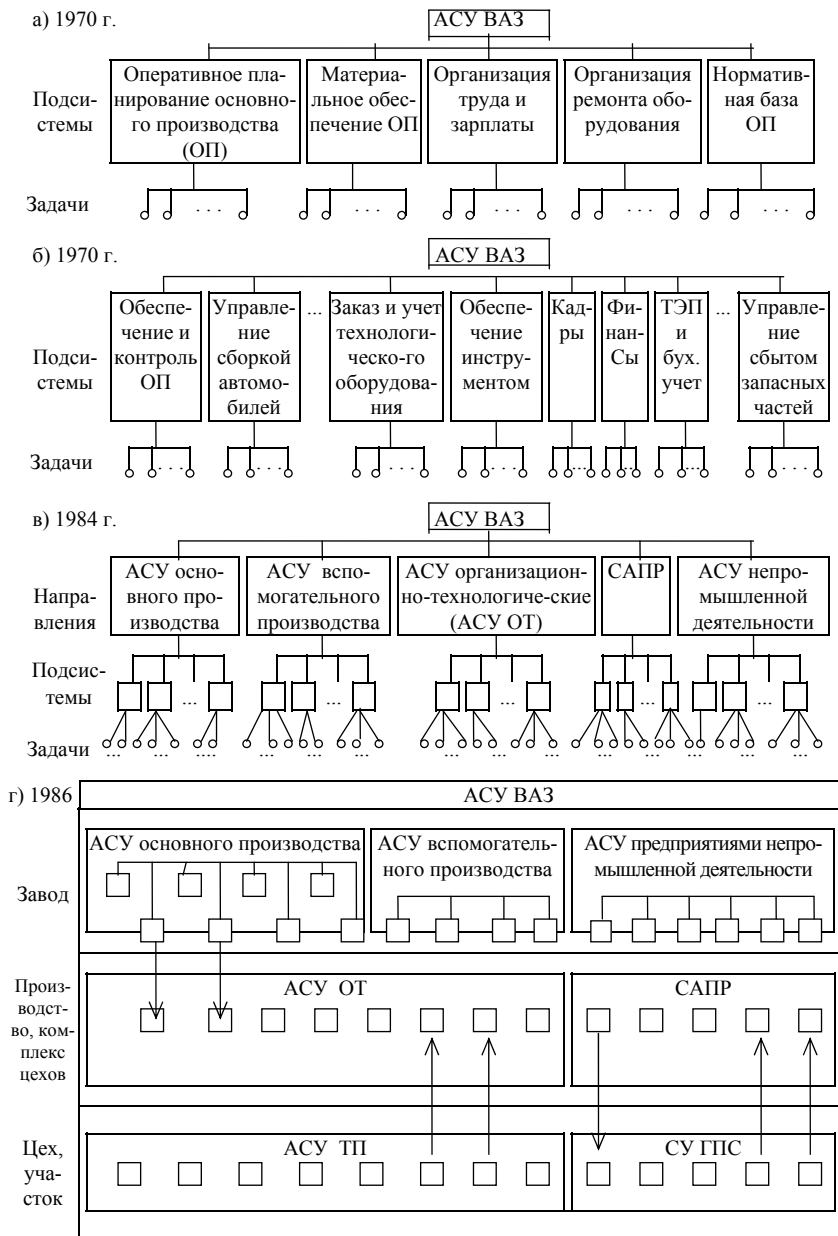 а) 1970 г.
АСУ ВАЗ
Подси-
стемы
Оперативное пла-
нирование основно-
го производства
(ОП)
Материа-
льное обес-
печение ОП
Организация
труда и
зарплаты
Организация
ремонта обо-
рудования
Норматив-
ная база
ОП
Задачи
. . .
. . .
. . .
. . .
. . .
б) 1970 г.
АСУ ВАЗ
Подси-
стемы
Обеспе-
чение и
контроль
ОП
Управле-
ние
сборкой
автомо-
билей
...
Заказ и учет
технологи-
ческо-го
оборудова-
ния
Обеспе-
чение
инстру-
ментом
Кад-
ры
Фи-
нан-
Сы
ТЭП
и
бух.
учет
...
Управле-
ние
сбытом
запасных
частей
Задачи
. . .
. . .
. . .
. . .
...
...
...
. . .
в) 1984 г.
АСУ ВАЗ
Направ-
ления
АСУ осно-
вного про-
изводства
АСУ вспо-
могательного
производства
АСУ организацион-
но-технологиче-ские
(АСУ ОТ)
САПР
АСУ непро-
мышленной
деятельности
Подсис-
темы
...
...
...
...
...
Задачи
.... ... .... .... ... ... ... ... ... ... ... ... ... ...
г) 1986
АСУ ВАЗ
Завод
АСУ основного производства
АСУ вспомогатель-
ного производства
АСУ предприятиями непро-
мышленной деятельности
Произ-
водст-
во, ком-
плекс
цехов
АСУ ОТ
САПР
Цех,
уча-
сток
АСУ ТП
СУ ГПС